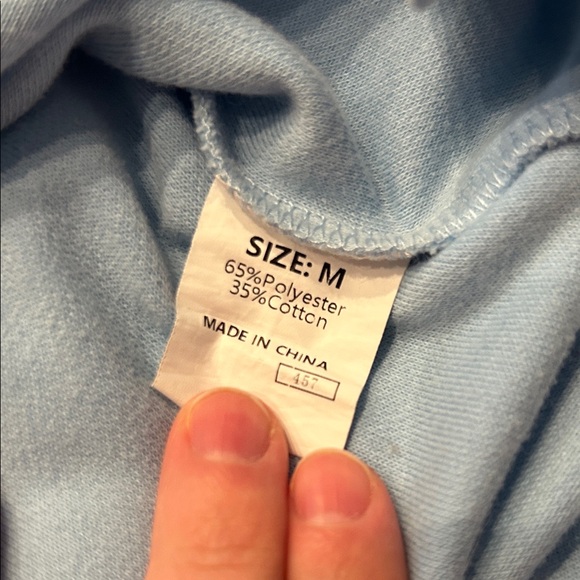 SIZE: M
65%Polyester
35%Cotton
MADE IN CHINA
457